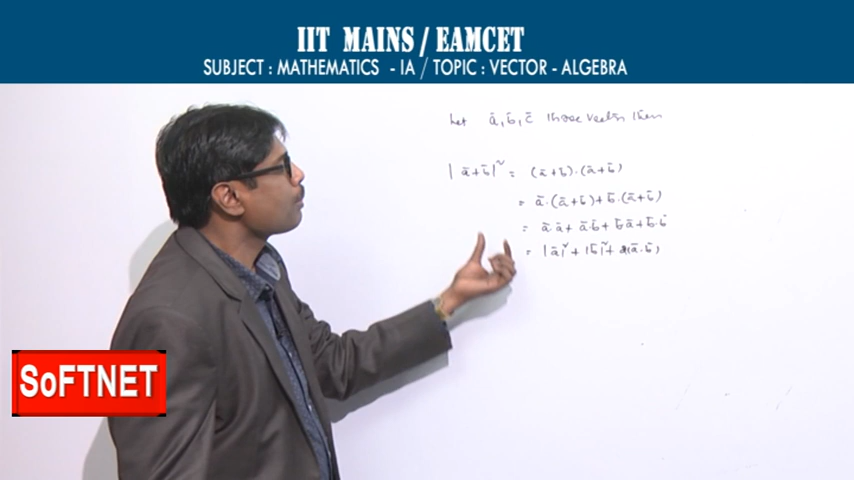 IIT MAINS / EAMCET
SUBJECT : MATHEMATICS - IA / TOPIC : VECTOR - ALGEBRA
Let ā, b̄, c̄ three vectors then
|ā+b̄|² = (ā+b̄)·(ā+b̄)
= ā·(ā+b̄)+b̄·(ā+b̄)
= ā·ā+ ā·b̄+ b̄·ā+b̄·b̄
= |ā|² + |b̄|² + 2(ā·b̄)
SoFTNET